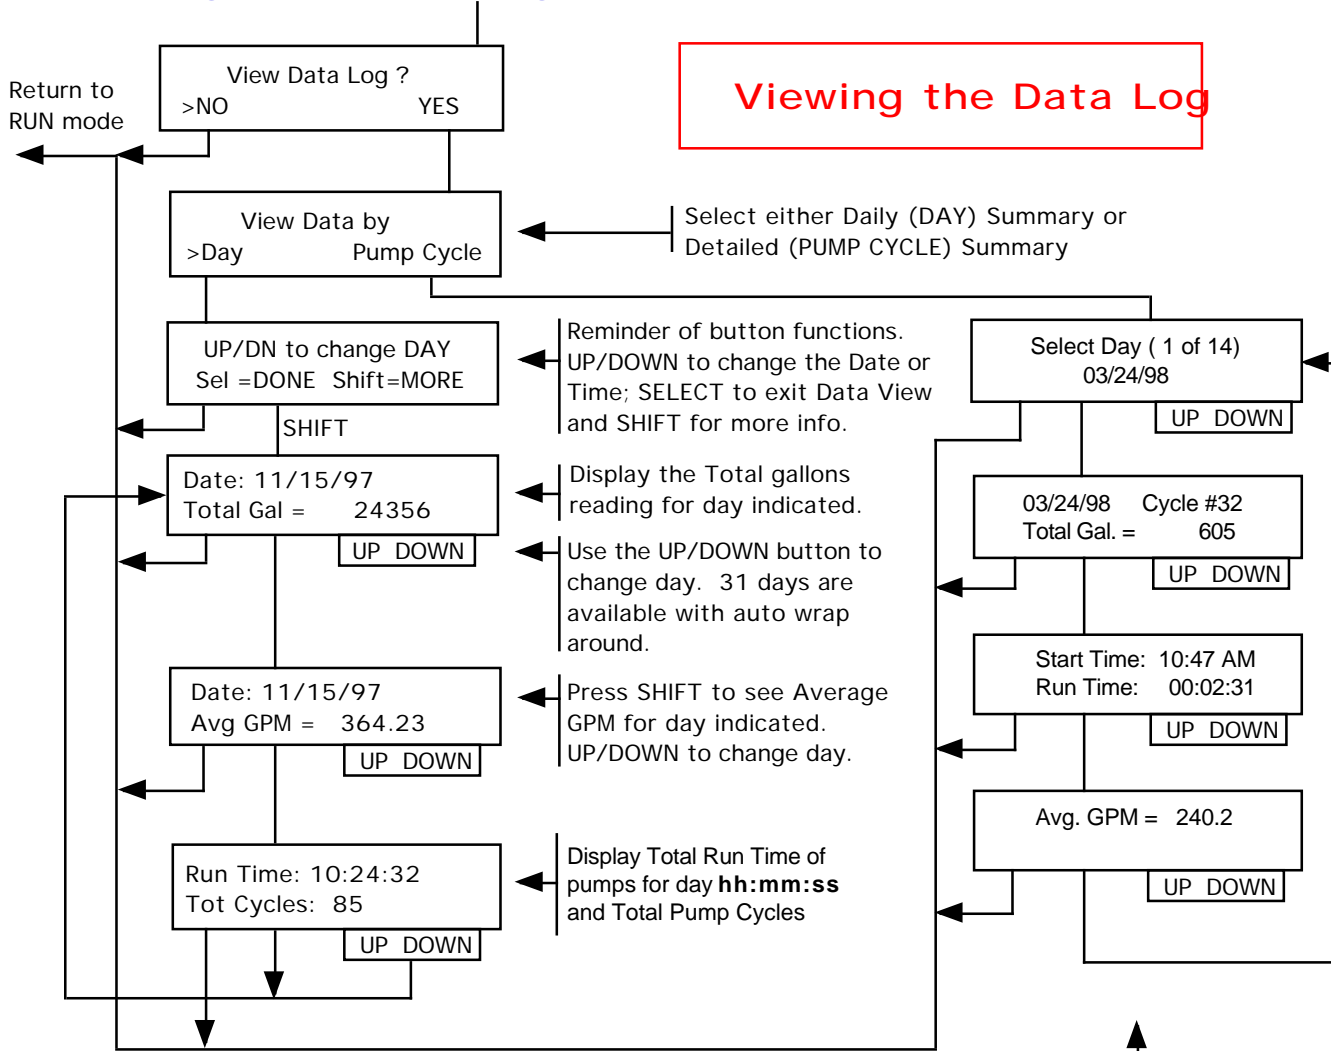 Viewing the Data Log
View Data Log ?
>NO YES
Return to
RUN mode
View Data by
>Day Pump Cycle
Select either Daily (DAY) Summary or
Detailed (PUMP CYCLE) Summary
UP/DN to change DAY
Sel =DONE Shift=MORE
SHIFT
Reminder of button functions.
UP/DOWN to change the Date or
Time; SELECT to exit Data View
and SHIFT for more info.
Date: 11/15/97
Total Gal = 24356
UP DOWN
Display the Total gallons
reading for day indicated.
Use the UP/DOWN button to
change day. 31 days are
available with auto wrap
around.
Date: 11/15/97
Avg GPM = 364.23
UP DOWN
Press SHIFT to see Average
GPM for day indicated.
UP/DOWN to change day.
Run Time: 10:24:32
Tot Cycles: 85
UP DOWN
Display Total Run Time of
pumps for day hh:mm:ss
and Total Pump Cycles
Select Day ( 1 of 14)
03/24/98
UP DOWN
03/24/98 Cycle #32
Total Gal. = 605
UP DOWN
Start Time: 10:47 AM
Run Time: 00:02:31
UP DOWN
Avg. GPM = 240.2
UP DOWN